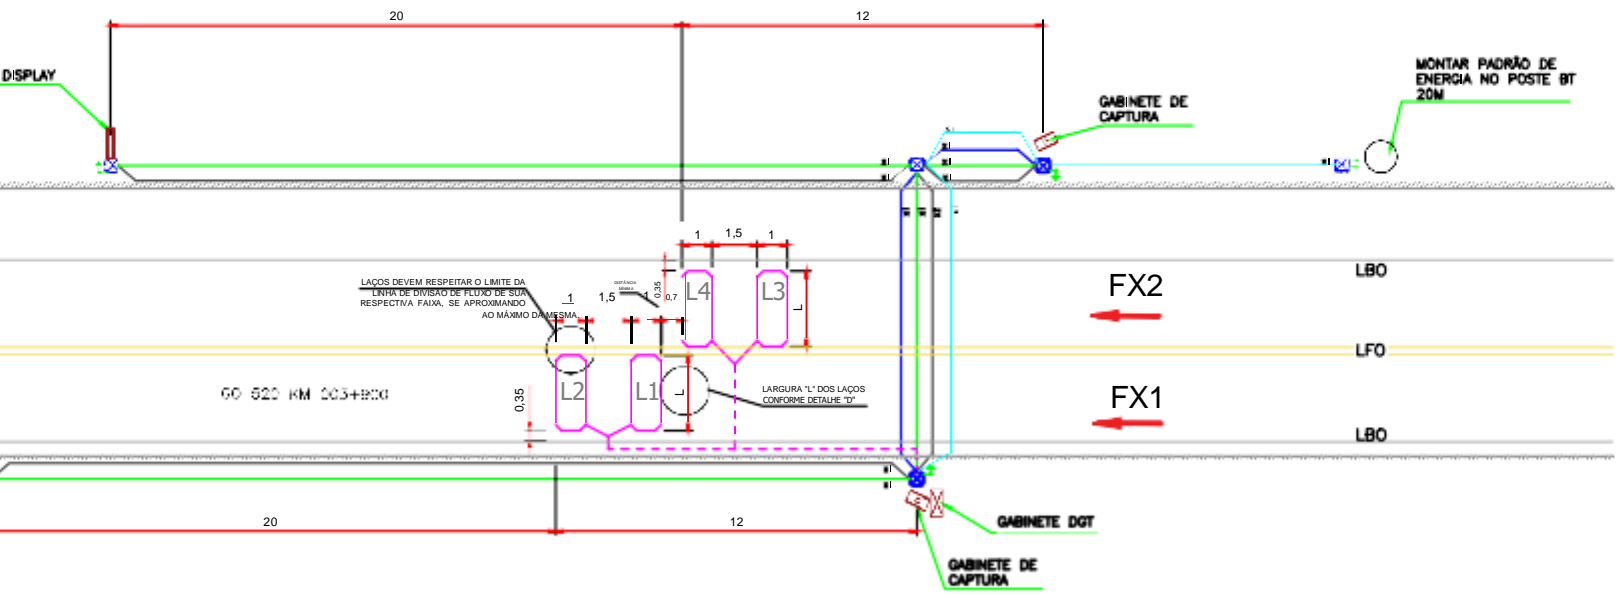 20
12
DISPLAY
MONTAR PADRÃO DE
ENERGIA NO POSTE BT
20M
GABINETE DE
CAPTURA
1
1,5
1
LAÇOS DEVEM RESPEITAR O LIMITE DA
LINHA DE DIVISÃO DE FLUXO DE SUA
RESPECTIVA FAIXA, SE APROXIMANDO
AO MÁXIMO DA MESMA.
1
1,5
DISTÂNCIA
MÍNIMA
1
0,35
0,7
L4
L3
L
LBO
FX2
LFO
L2
L1
L
0,35
LARGURA "L" DOS LAÇOS
CONFORME DETALHE "D"
FX1
LBO
20
12
GABINETE DGT
GABINETE DE
CAPTURA